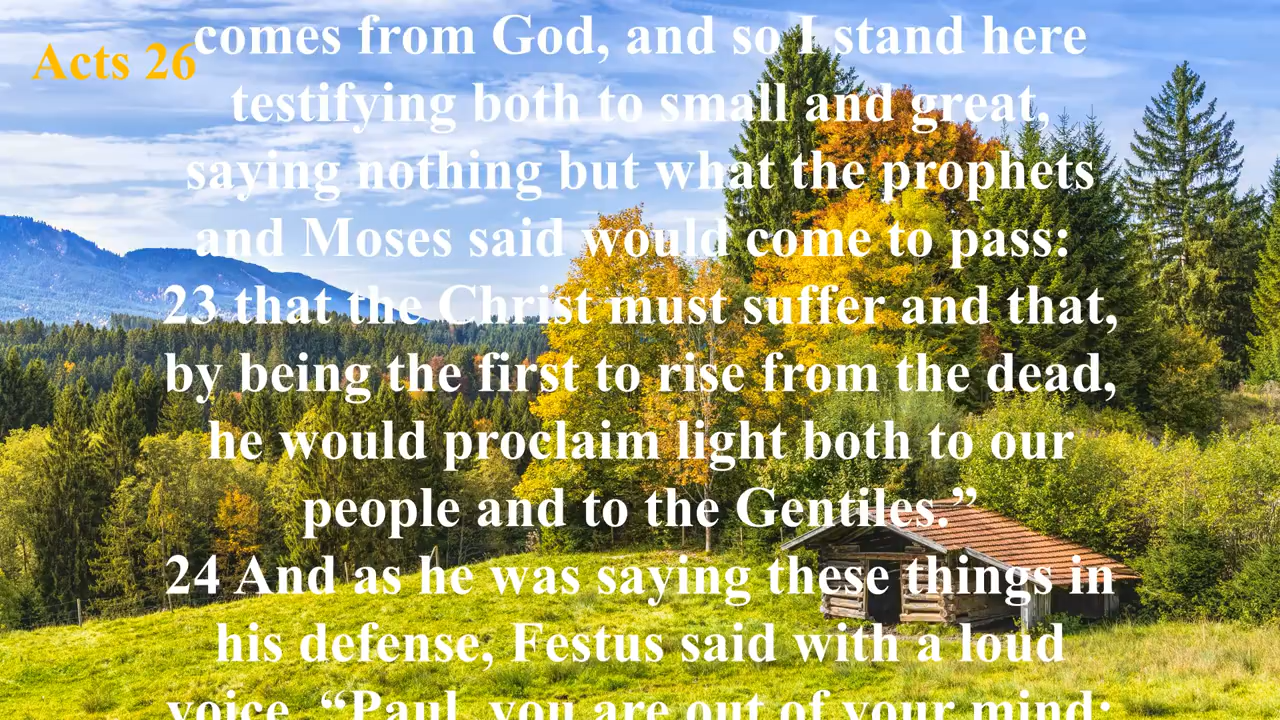 Acts 26
comes from God, and so I stand here
testifying both to small and great,
saying nothing but what the prophets
and Moses said would come to pass:
23 that the Christ must suffer and that,
by being the first to rise from the dead,
he would proclaim light both to our
people and to the Gentiles.”
24 And as he was saying these things in
his defense, Festus said with a loud
voice, “Paul, you are out of your mind;